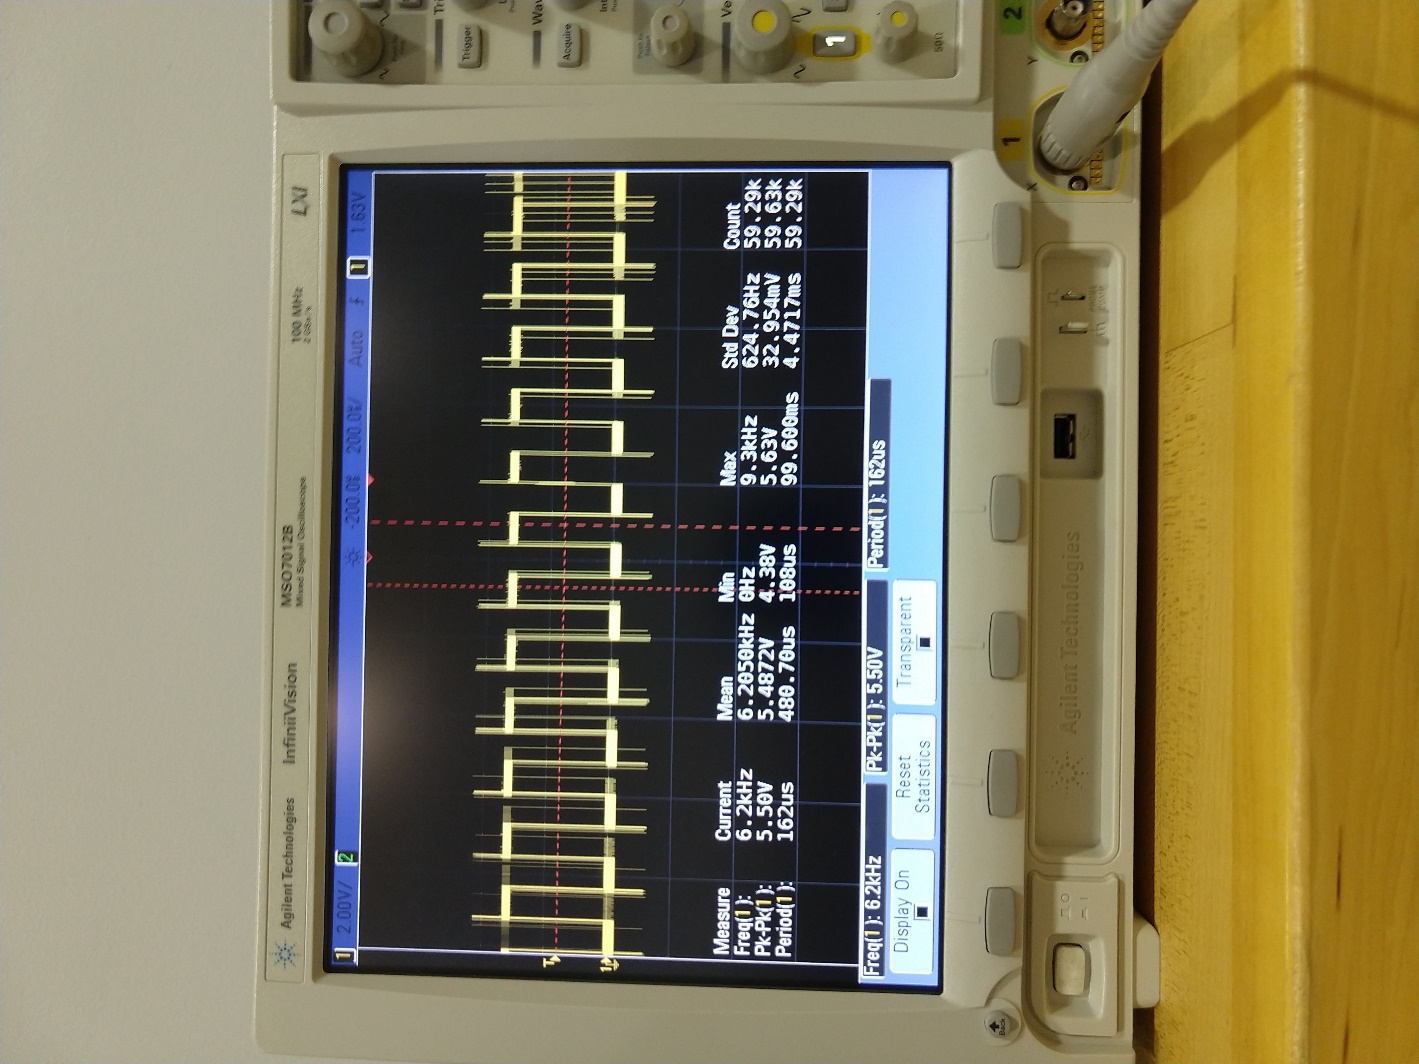 Agilent Technologies
InfiniiVision
MSO7012B
Mixed Signal Oscilloscope
100 MHz
LXI
1 2.00V/ 2
200.0
Auto
1 1.63V
T
Measure Current Mean Min Max Std Dev Count
Freq(1): 6.2kHz 6.2050kHz 0Hz 9.3kHz 624.76Hz 59.29k
Pk-Pk(1): 5.50V 5.4872V 4.38V 5.63V 32.954mV 59.63k
Period(1): 162us 480.70us 108us 99.600ms 4.4717ms 59.29k
Freq(1): 6.2kHz Pk-Pk(1): 5.50V Period(1): 162us
Display On
Reset Statistics
Transparent
Back
Agilent Technologies
Trigger
Acquire
1
50Ω
X
1
Y
2